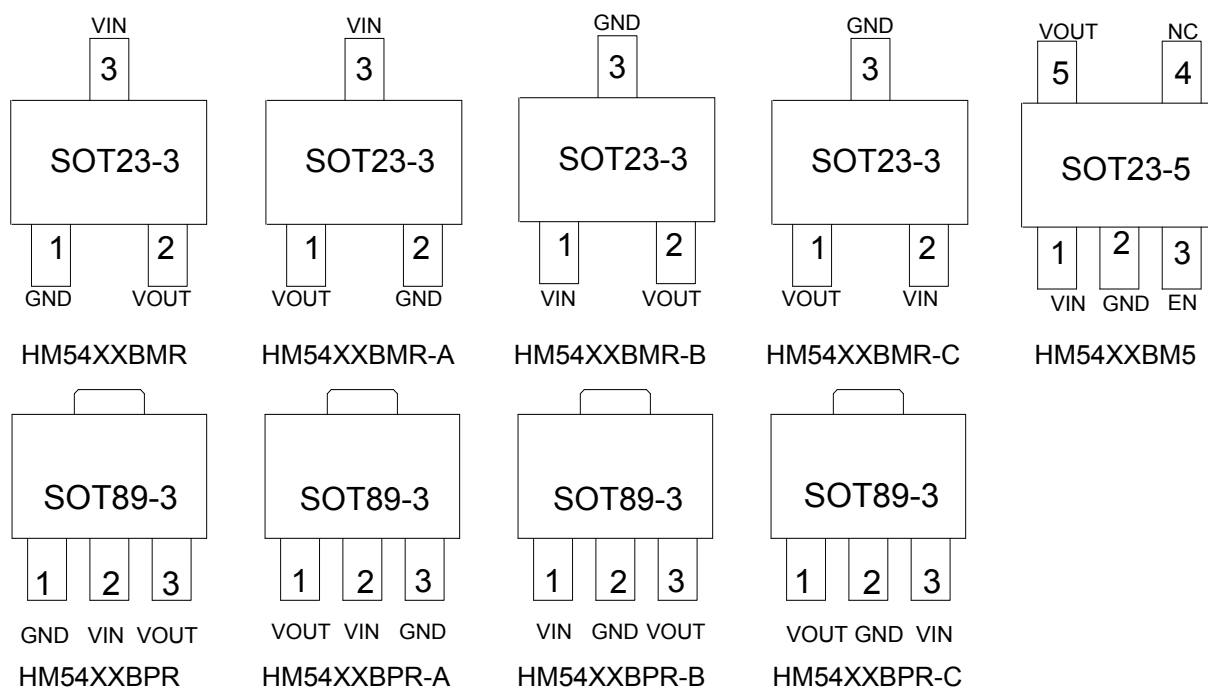 VIN VIN GND GND VOUT NC
3 3 3 3 5 4
SOT23-3 SOT23-3 SOT23-3 SOT23-3 SOT23-5
1 2 1 2 1 2 1 2 1 2 3
GND VOUT VOUT GND VIN VOUT VOUT VIN VIN GND EN
HM54XXBMR HM54XXBMR-A HM54XXBMR-B HM54XXBMR-C HM54XXBM5
SOT89-3 SOT89-3 SOT89-3 SOT89-3
1 2 3 1 2 3 1 2 3 1 2 3
GND VIN VOUT VOUT VIN GND VIN GND VOUT VOUT GND VIN
HM54XXBPR HM54XXBPR-A HM54XXBPR-B HM54XXBPR-C